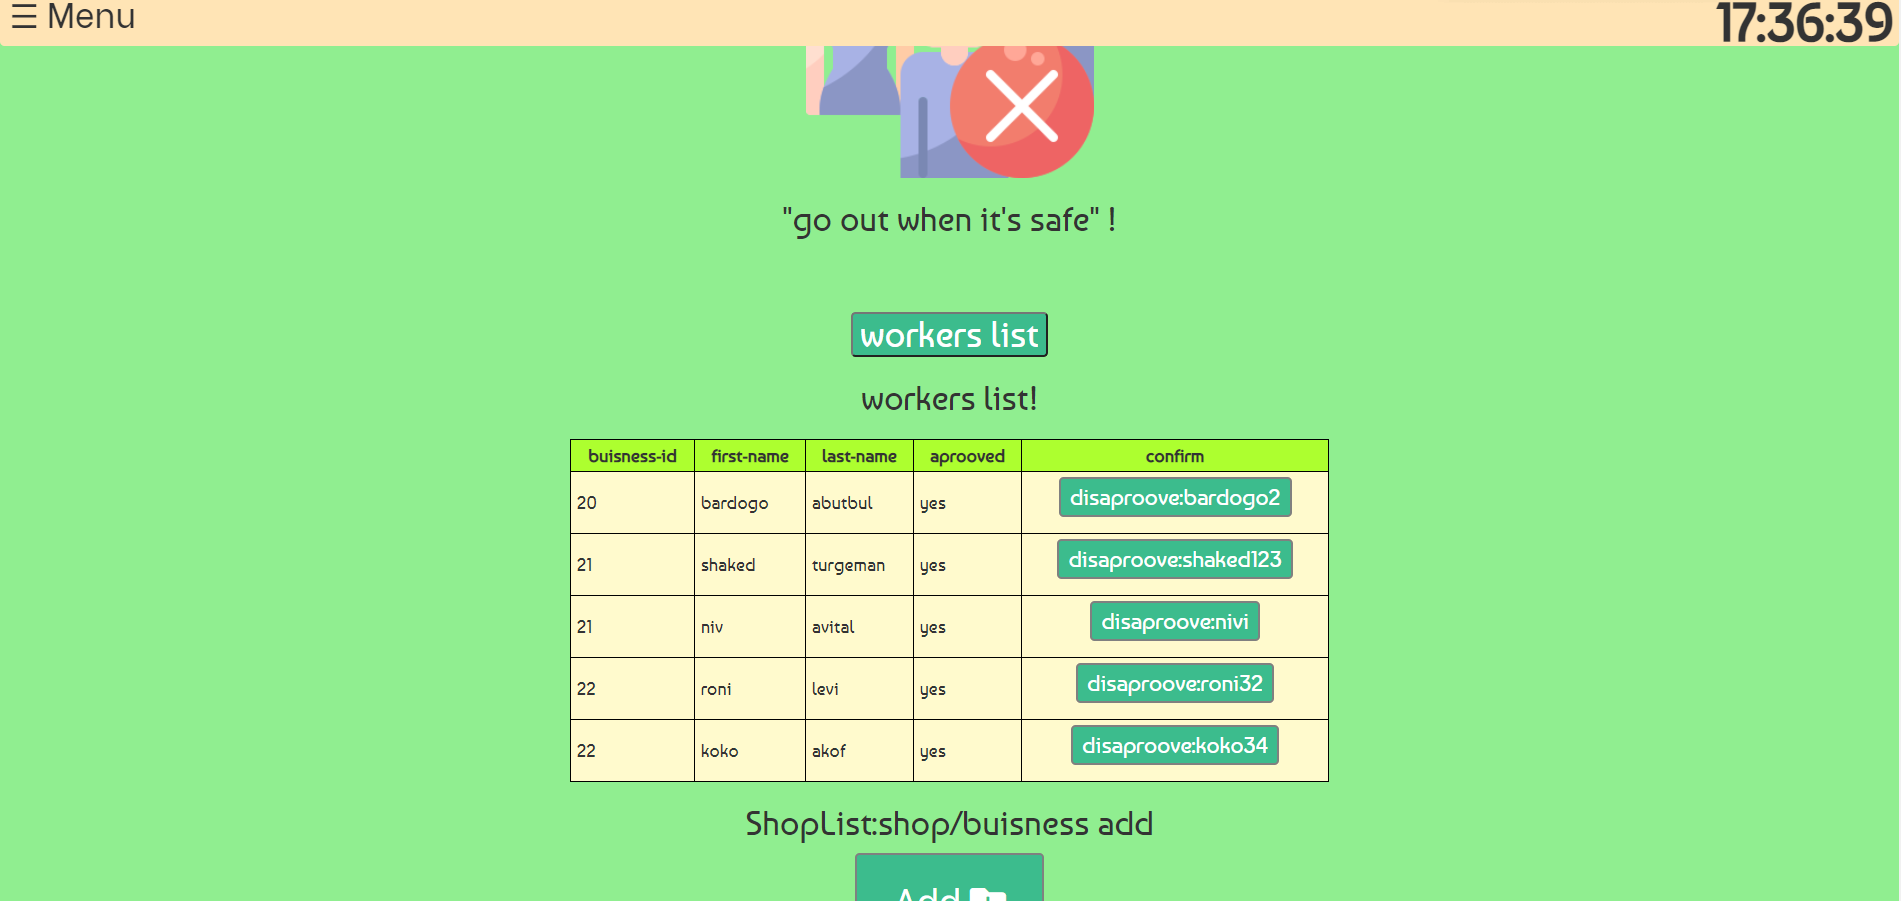 ☰ Menu
17:36:39
"go out when it's safe" !
workers list
workers list!
buisness-id first-name last-name aprooved confirm
20 bardogo abutbul yes disaproove:bardogo2
21 shaked turgeman yes disaproove:shaked123
21 niv avital yes disaproove:nivi
22 roni levi yes disaproove:roni32
22 koko akof yes disaproove:koko34
ShopList:shop/buisness add
Add